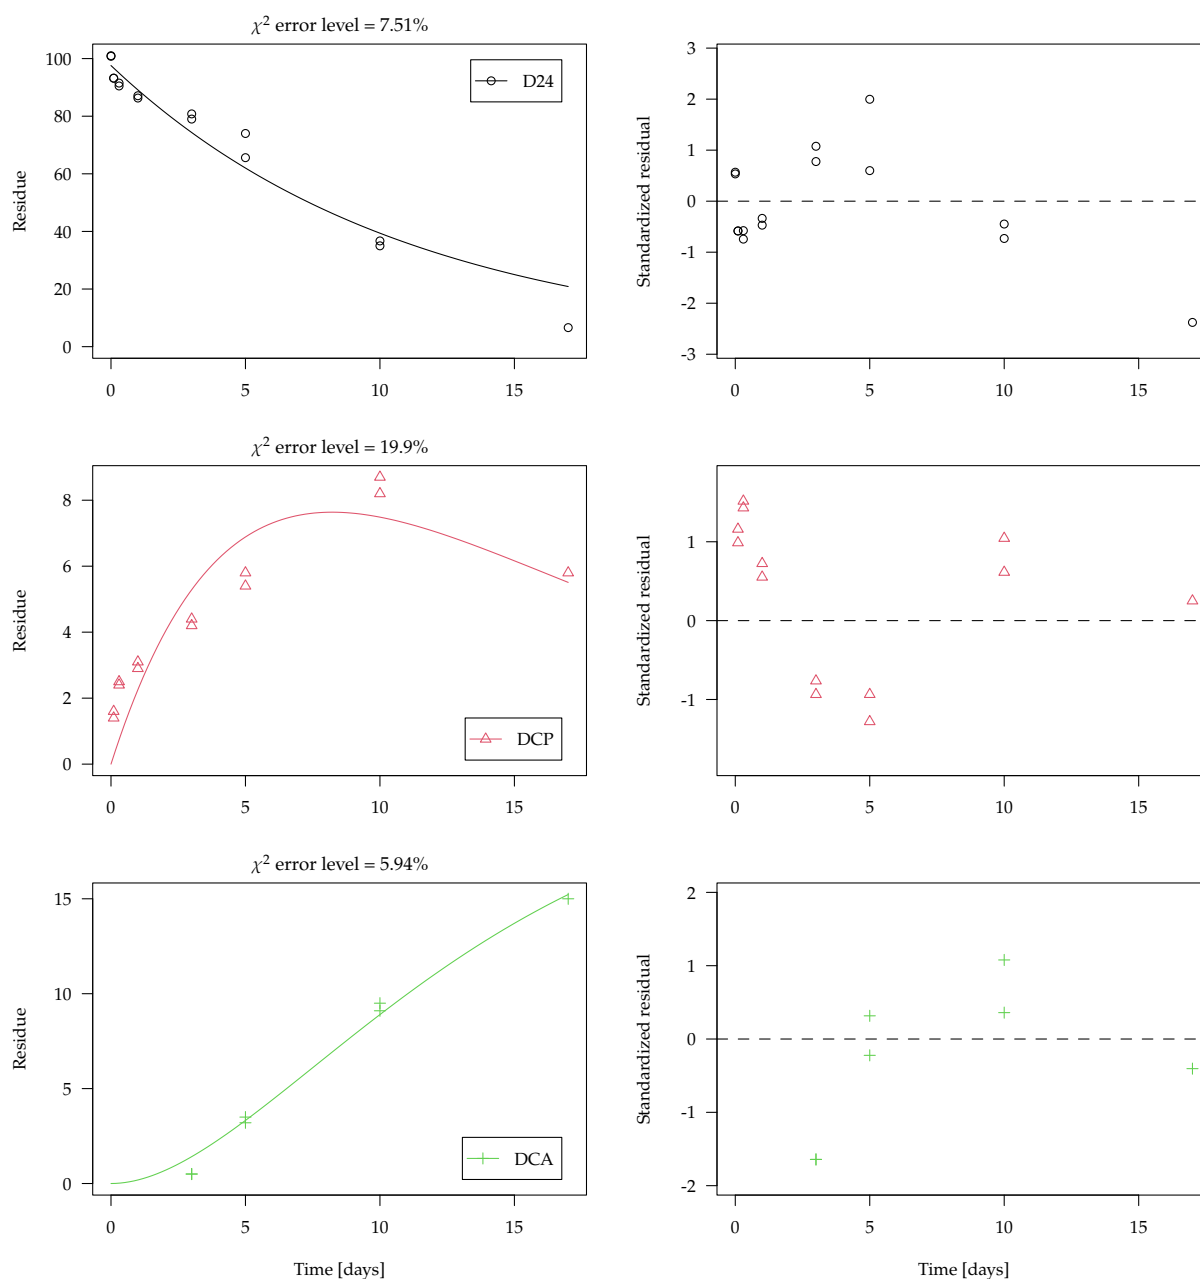 χ² error level = 7.51%
Residue
100
80
60
40
20
0
D24
0 5 10 15
Standardized residual
3
2
1
0
-1
-2
-3
0 5 10 15
χ² error level = 19.9%
Residue
8
6
4
2
0
DCP
0 5 10 15
Standardized residual
1
0
-1
0 5 10 15
χ² error level = 5.94%
Residue
15
10
5
0
DCA
0 5 10 15
Time [days]
Standardized residual
2
1
0
-1
-2
0 5 10 15
Time [days]